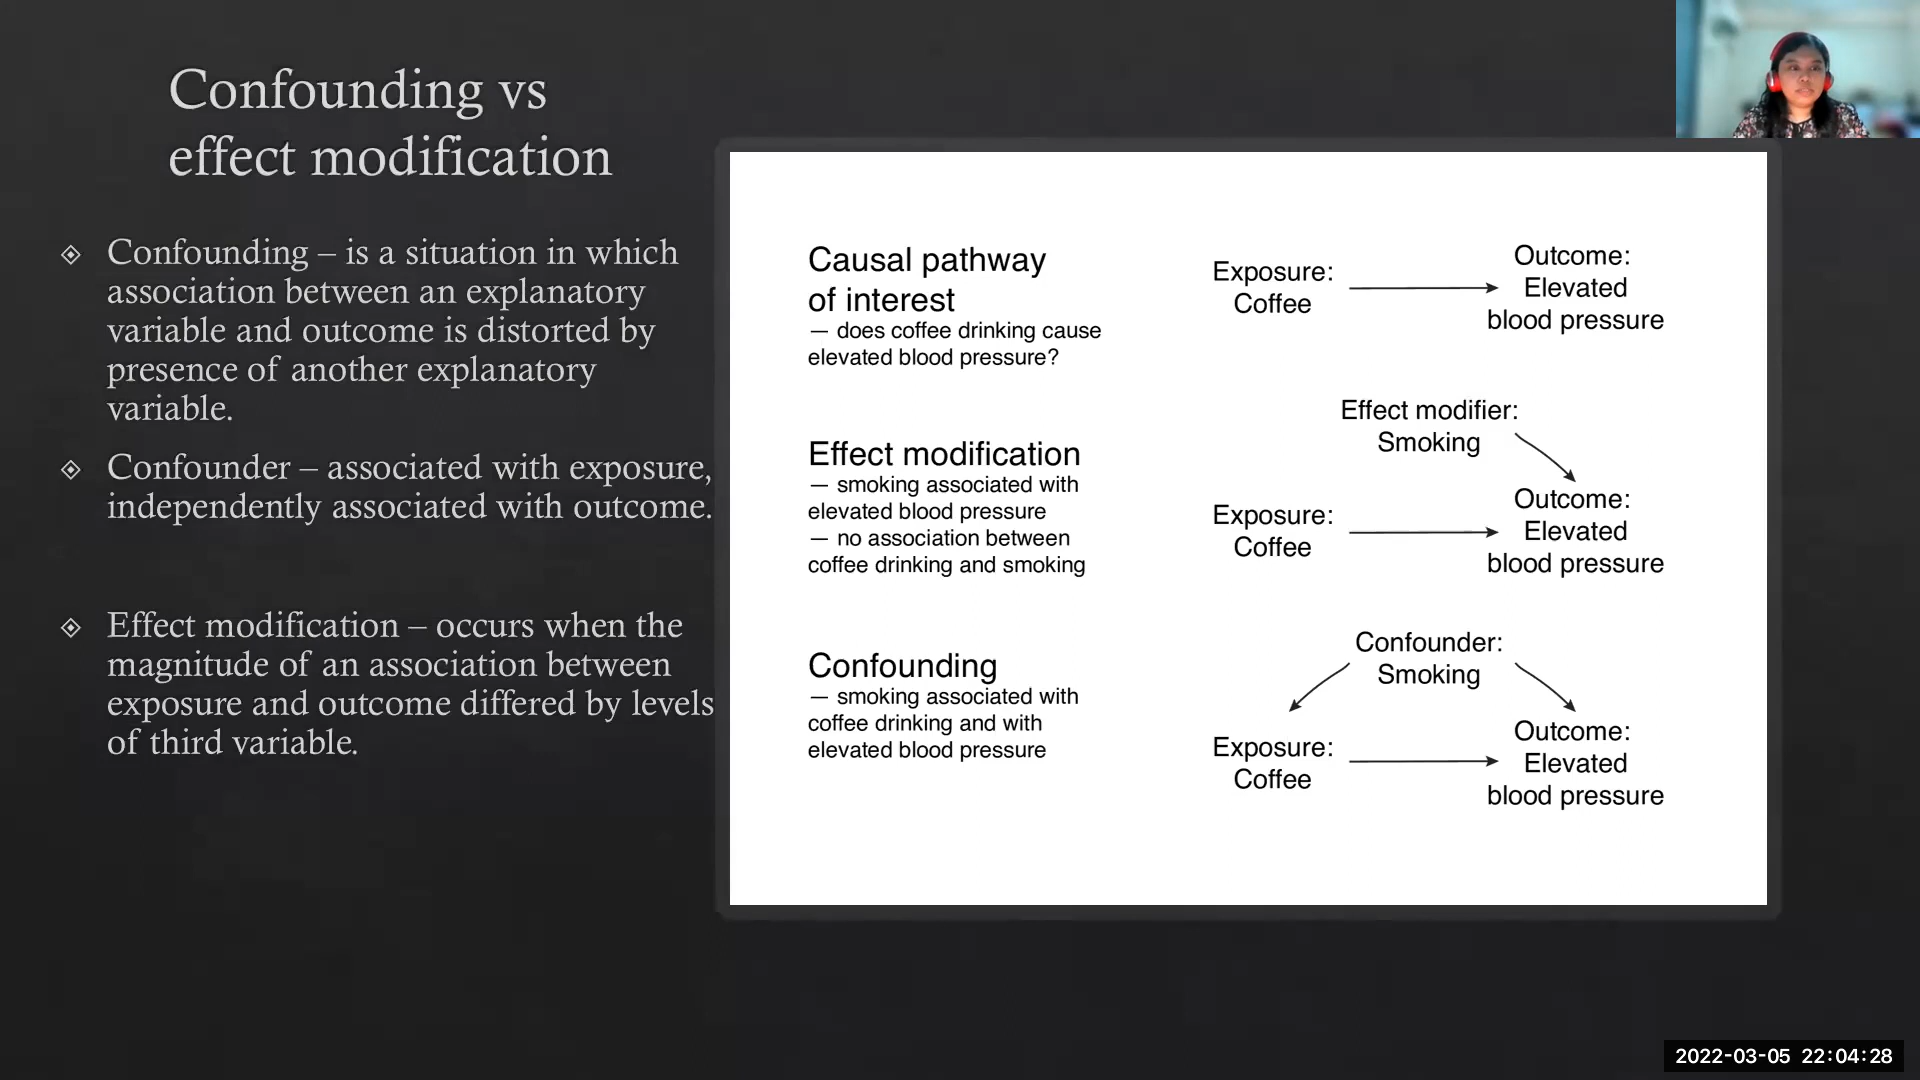 Confounding vs
effect modification
Confounding – is a situation in which
association between an explanatory
variable and outcome is distorted by
presence of another explanatory
variable.
Confounder – associated with exposure,
independently associated with outcome.
Effect modification – occurs when the
magnitude of an association between
exposure and outcome differed by levels
of third variable.
Causal pathway
of interest
— does coffee drinking cause
elevated blood pressure?
Exposure:
Coffee
Outcome:
Elevated
blood pressure
Effect modification
— smoking associated with
elevated blood pressure
— no association between
coffee drinking and smoking
Effect modifier:
Smoking
Exposure:
Coffee
Outcome:
Elevated
blood pressure
Confounding
— smoking associated with
coffee drinking and with
elevated blood pressure
Confounder:
Smoking
Exposure:
Coffee
Outcome:
Elevated
blood pressure
2022-03-05 22:04:28